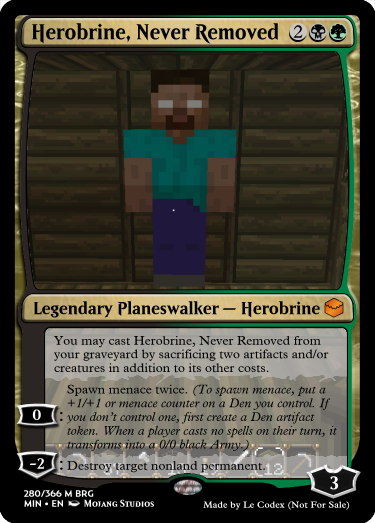 Herobrine, Never Removed 2
Legendary Planeswalker — Herobrine
You may cast Herobrine, Never Removed from
your graveyard by sacrificing two artifacts and/or
creatures in addition to its other costs.
Spawn menace twice. (To spawn menace, put a
+1/+1 or menace counter on a Den you control. If
you don't control one, first create a Den artifact
token. When a player casts no spells on their turn, it
transforms into a 0/0 black Army.)
0:
-2: Destroy target nonland permanent.
3
280/366 M BRG
MIN • EN Mojang Studios
Made by Le Codex (Not For Sale)